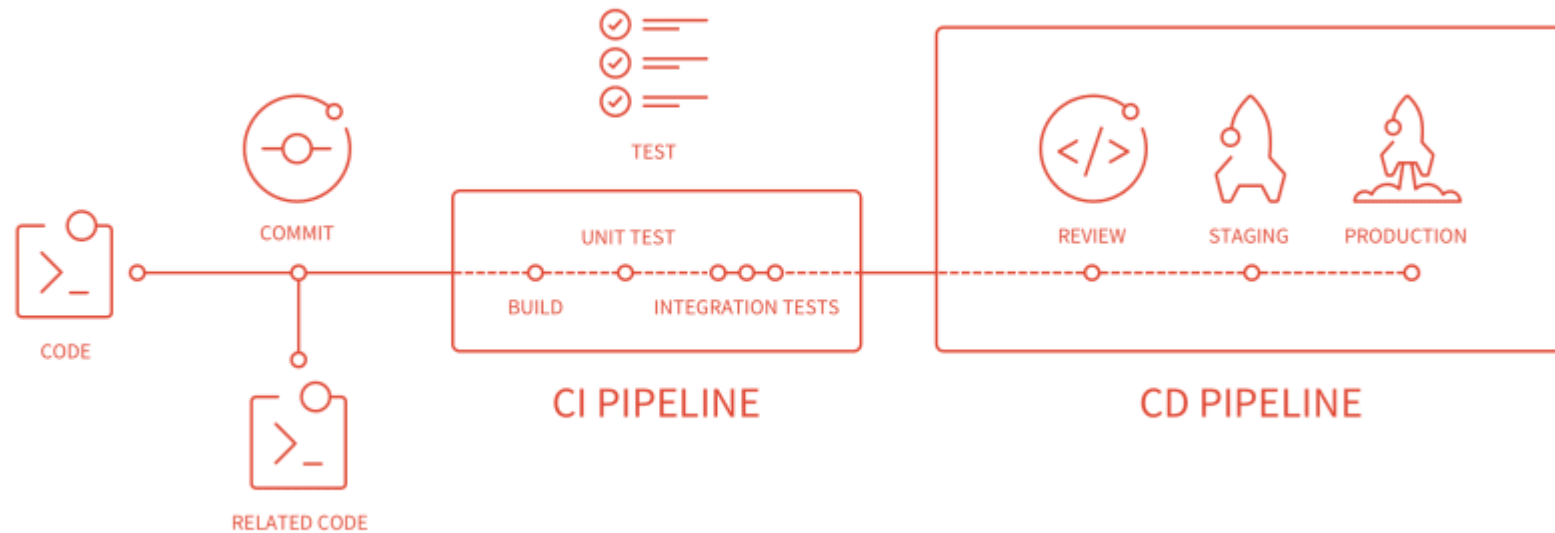 TEST
COMMIT
CODE
RELATED CODE
UNIT TEST
BUILD
INTEGRATION TESTS
CI PIPELINE
REVIEW
STAGING
PRODUCTION
CD PIPELINE